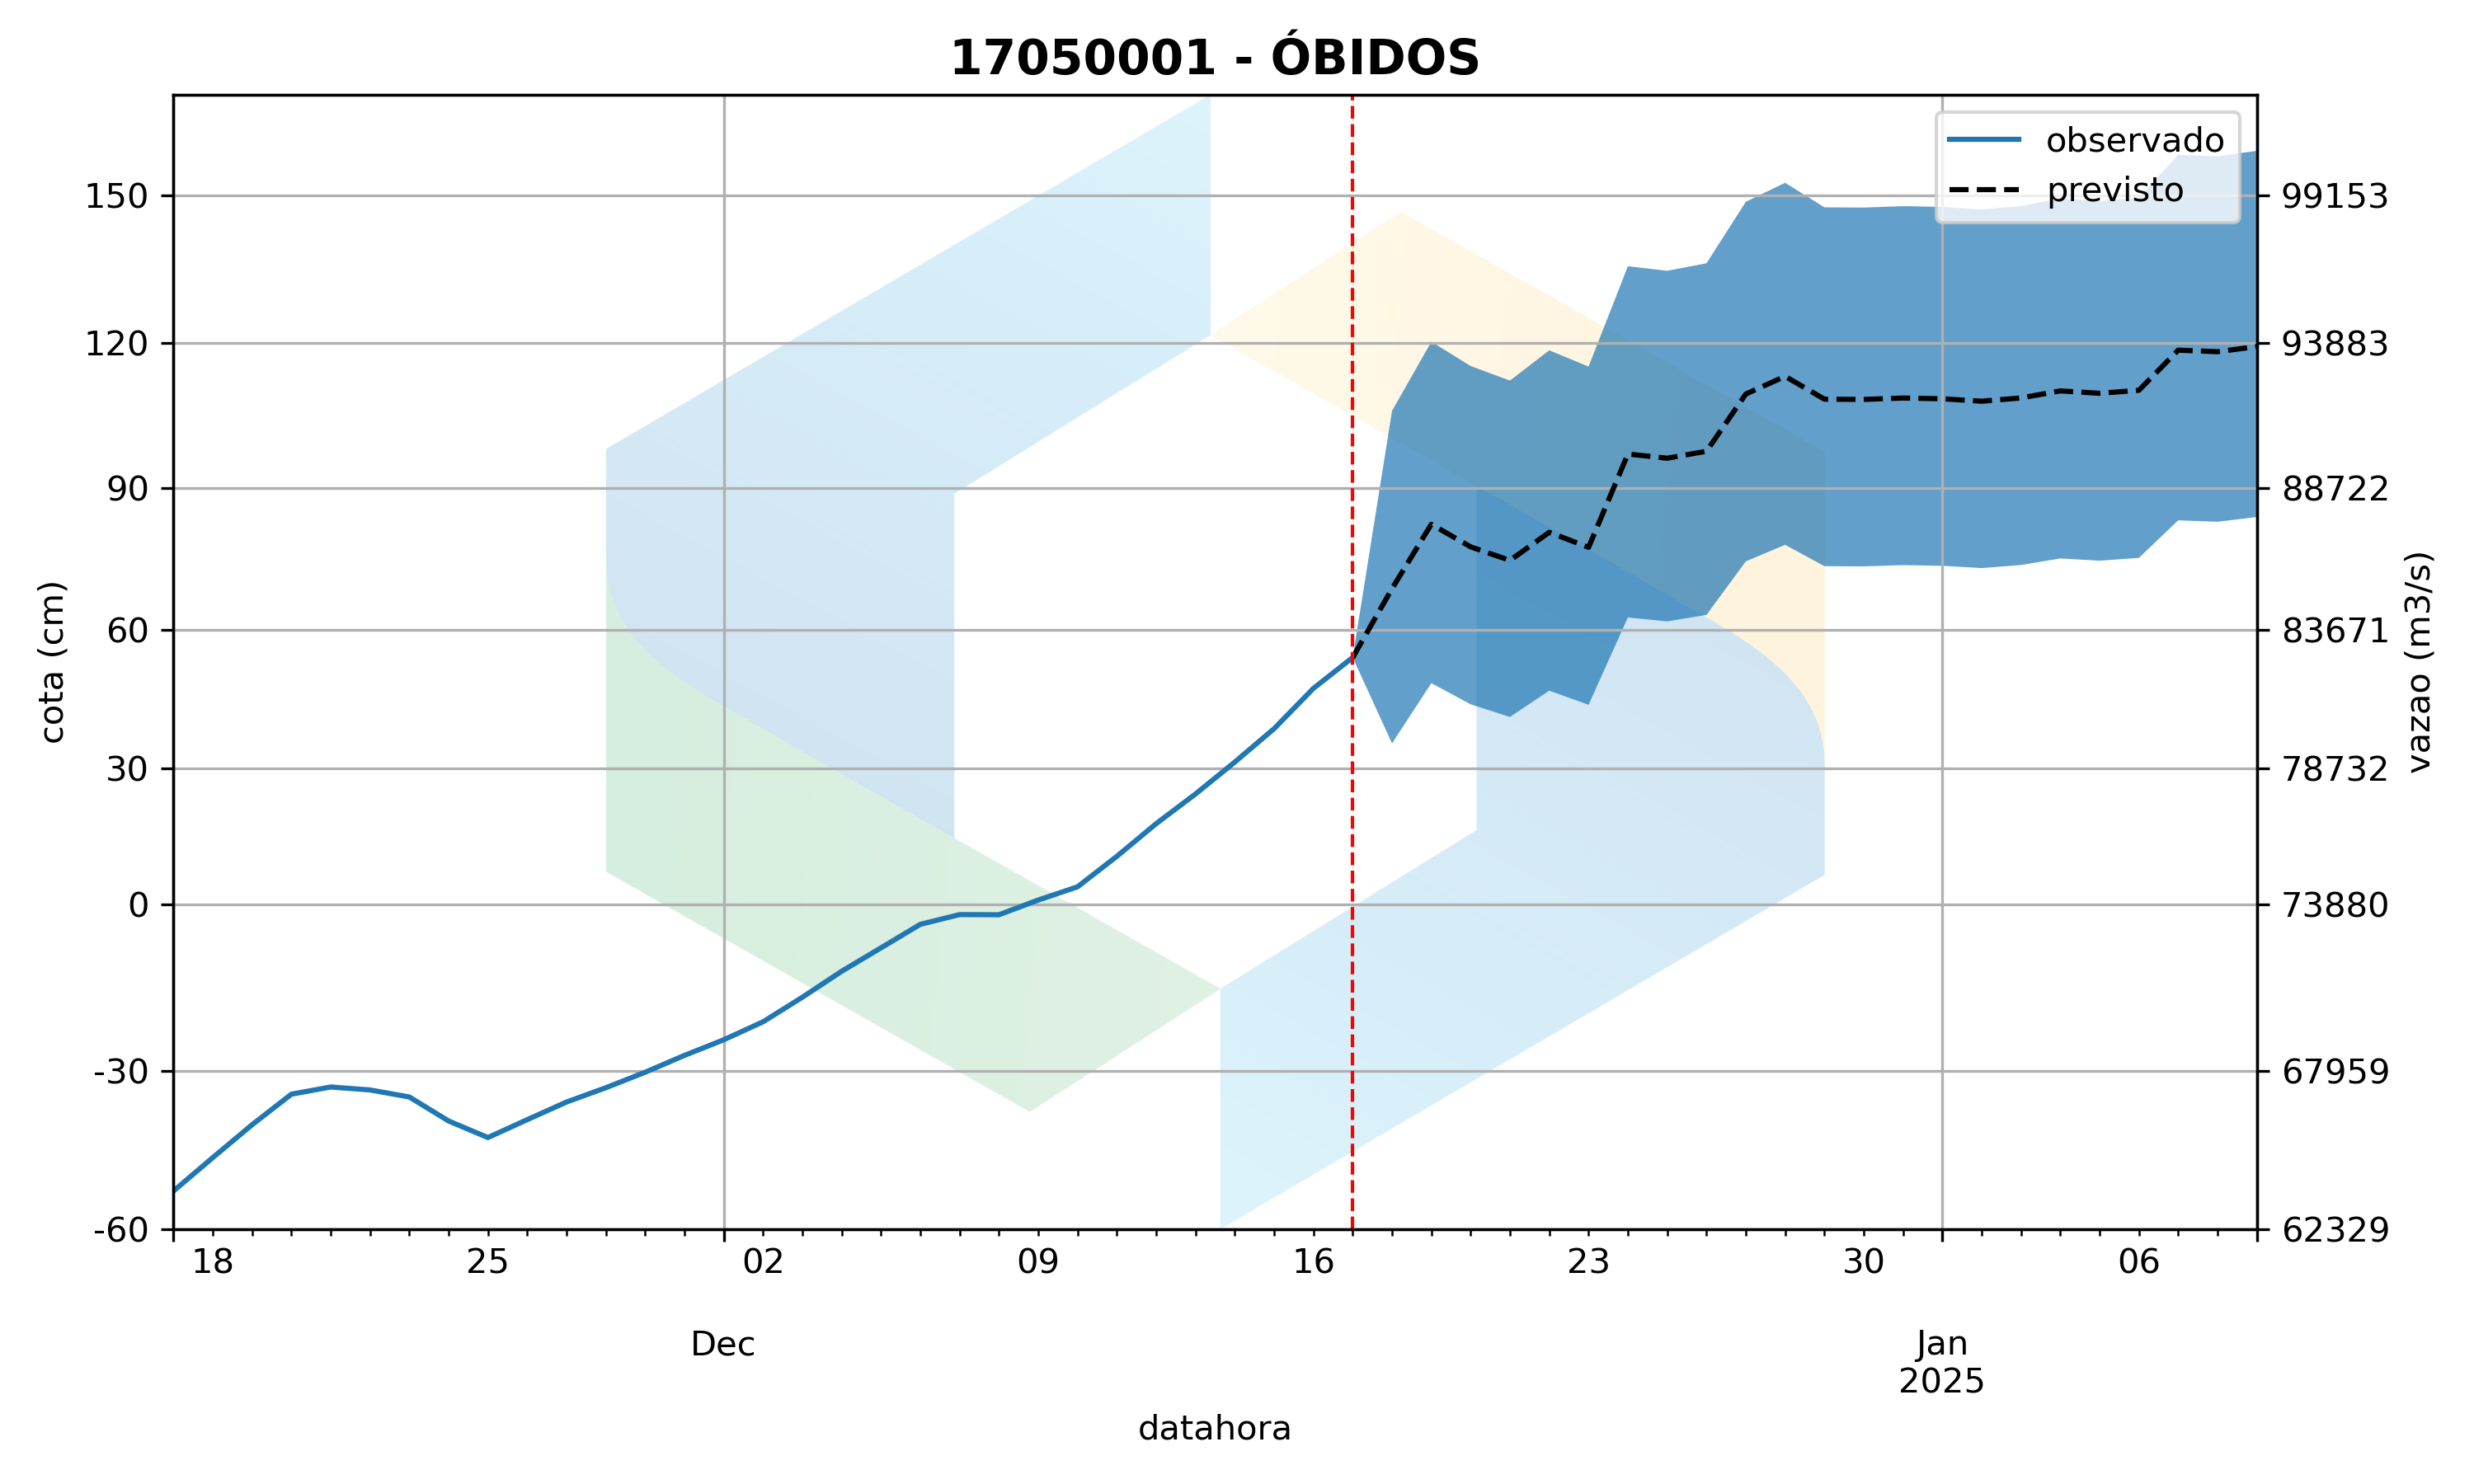 17050001 - ÓBIDOS
observado
previsto
150
120
90
60
30
0
-30
-60
cota (cm)
99153
93883
88722
83671
78732
73880
67959
62329
vazao (m3/s)
18 25 02 09 16 23 30 06
Dec Jan
2025
datahora